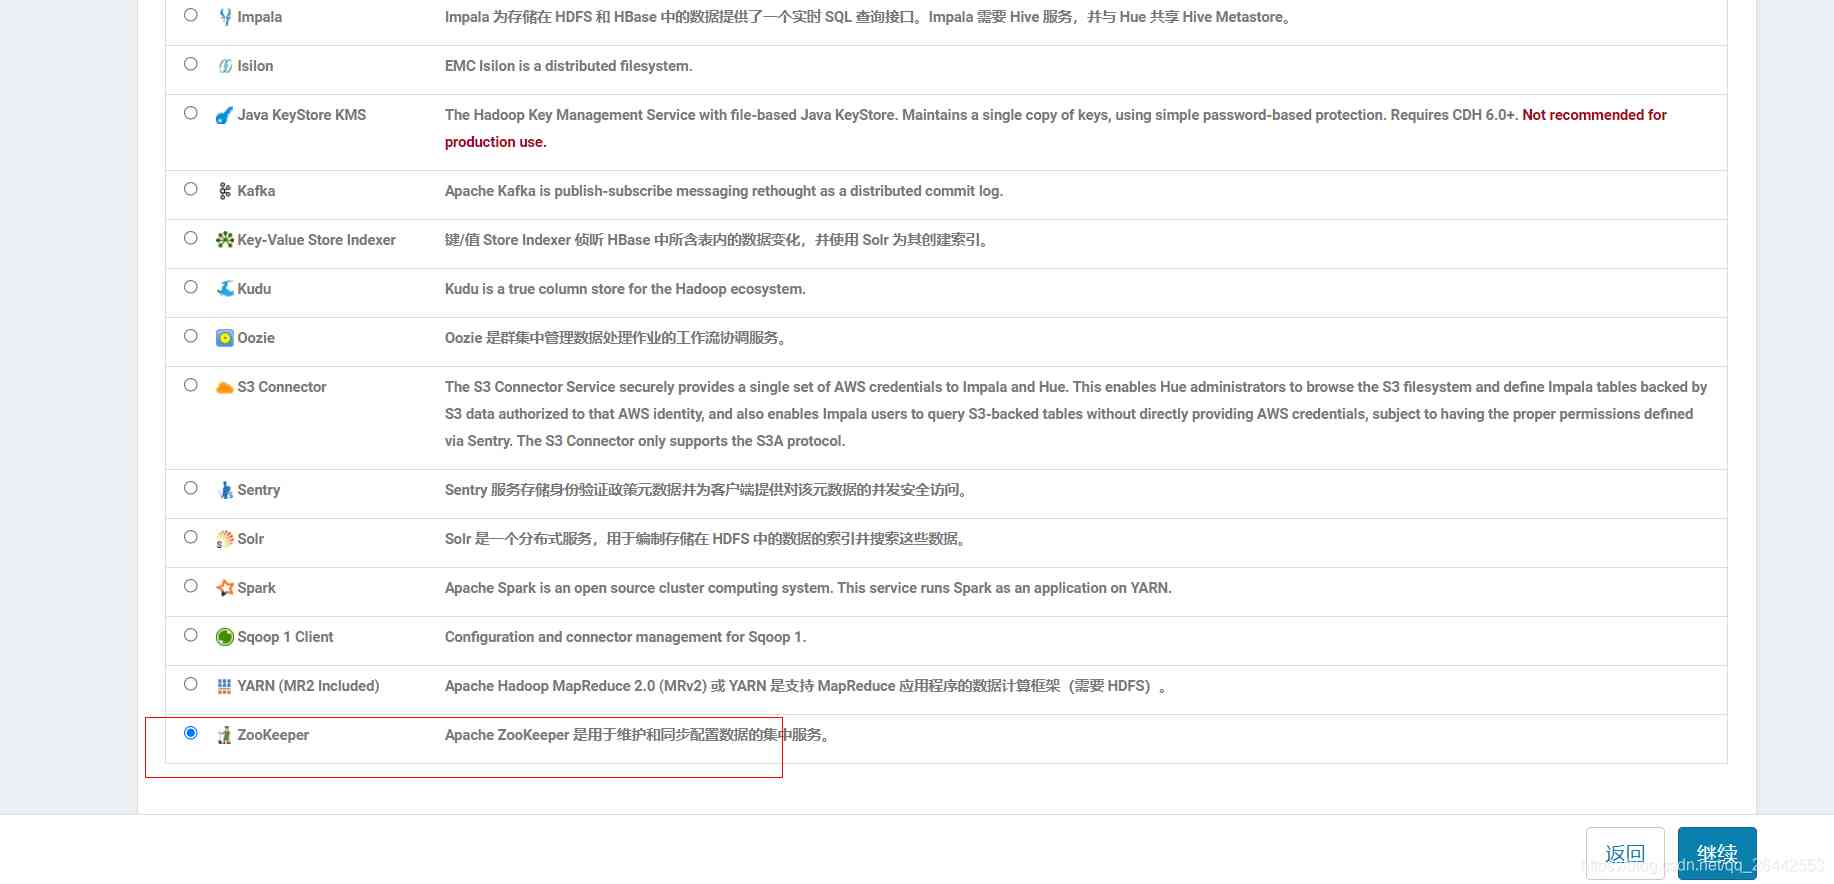 Impala Impala 为存储在 HDFS 和 HBase 中的数据提供了一个实时 SQL 查询接口。Impala 需要 Hive 服务，并与 Hue 共享 Hive Metastore。
Isilon EMC Isilon is a distributed filesystem.
Java KeyStore KMS The Hadoop Key Management Service with file-based Java KeyStore. Maintains a single copy of keys, using simple password-based protection. Requires CDH 6.0+. Not recommended for
production use.
Kafka Apache Kafka is publish-subscribe messaging rethought as a distributed commit log.
Key-Value Store Indexer 键/值 Store Indexer 侦听 HBase 中所含表内的数据变化，并使用 Solr 为其创建索引。
Kudu Kudu is a true column store for the Hadoop ecosystem.
Oozie Oozie 是群集中管理数据处理作业的工作流协调服务。
S3 Connector The S3 Connector Service securely provides a single set of AWS credentials to Impala and Hue. This enables Hue administrators to browse the S3 filesystem and define Impala tables backed by
S3 data authorized to that AWS identity, and also enables Impala users to query S3-backed tables without directly providing AWS credentials, subject to having the proper permissions defined
via Sentry. The S3 Connector only supports the S3A protocol.
Sentry Sentry 服务存储身份验证政策元数据并为客户端提供对该元数据的并发安全访问。
Solr Solr 是一个分布式服务，用于编制存储在 HDFS 中的数据的索引并搜索这些数据。
Spark Apache Spark is an open source cluster computing system. This service runs Spark as an application on YARN.
Sqoop 1 Client Configuration and connector management for Sqoop 1.
YARN (MR2 Included) Apache Hadoop MapReduce 2.0 (MRv2) 或 YARN 是支持 MapReduce 应用程序的数据计算框架（需要 HDFS）。
ZooKeeper Apache ZooKeeper 是用于维护和同步配置数据的集中服务。
返回 继续
https://blog.csdn.net/qq_26442553